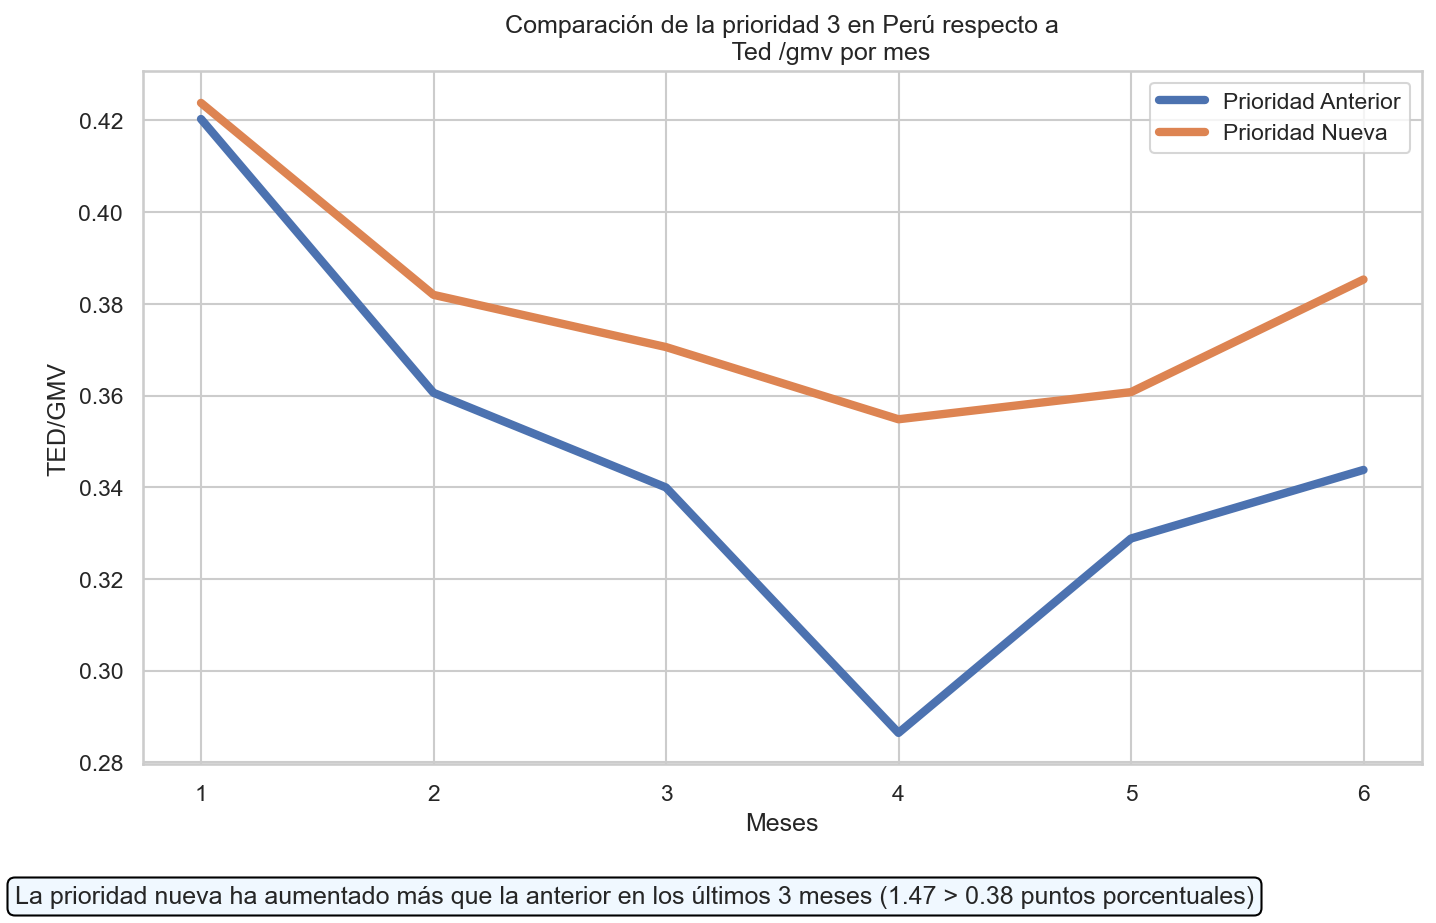 Comparación de la prioridad 3 en Perú respecto a
Ted /gmv por mes
Prioridad Anterior
Prioridad Nueva
TED/GMV
0.42
0.40
0.38
0.36
0.34
0.32
0.30
0.28
1 2 3 4 5 6
Meses
La prioridad nueva ha aumentado más que la anterior en los últimos 3 meses (1.47 > 0.38 puntos porcentuales)